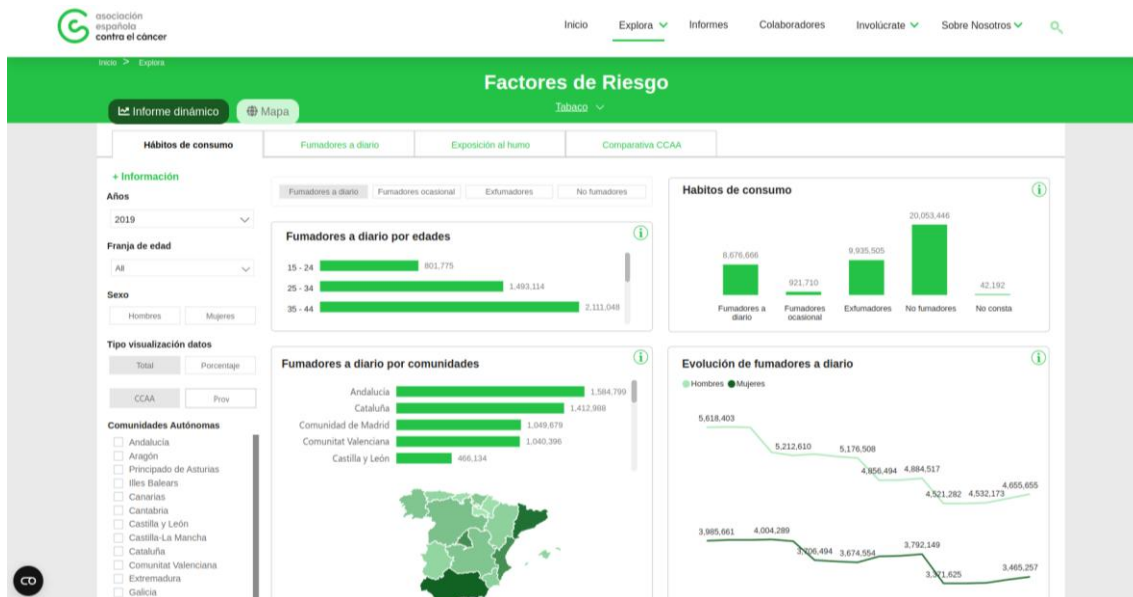 asociación
española
contra el cáncer
Inicio Explora Informes Colaboradores Involúcrate Sobre Nosotros
Inicio > Explora
Factores de Riesgo
Tabaco
Informe dinámico Mapa
Hábitos de consumo Fumadores a diario Exposición al humo Comparativa CCAA
+ Información
Años
2019
Franja de edad
All
Sexo
Hombres Mujeres
Tipo visualización datos
Total Porcentaje
CCAA Prov
Comunidades Autónomas
Andalucía
Aragón
Principado de Asturias
Illes Balears
Canarias
Cantabria
Castilla y León
Castilla-La Mancha
Cataluña
Comunitat Valenciana
Extremadura
Galicia
Fumadores a diario Fumadores ocasional Exfumadores No fumadores
Fumadores a diario por edades
15 - 24 801,775
25 - 34 1,493,114
35 - 44 2,111,048
Habitos de consumo
8,676,666 921,710 9,935,505 20,053,446 42,192
Fumadores a diario Fumadores ocasional Exfumadores No fumadores No consta
Fumadores a diario por comunidades
Andalucía 1,584,799
Cataluña 1,412,988
Comunidad de Madrid 1,049,679
Comunitat Valenciana 1,040,396
Castilla y León 466,134
Evolución de fumadores a diario
Hombres Mujeres
5,618,403 5,212,610 5,176,508 4,856,494 4,884,517 4,521,282 4,532,173 4,655,655
3,985,661 4,004,289 3,706,494 3,674,554 3,792,149 3,371,625 3,465,257